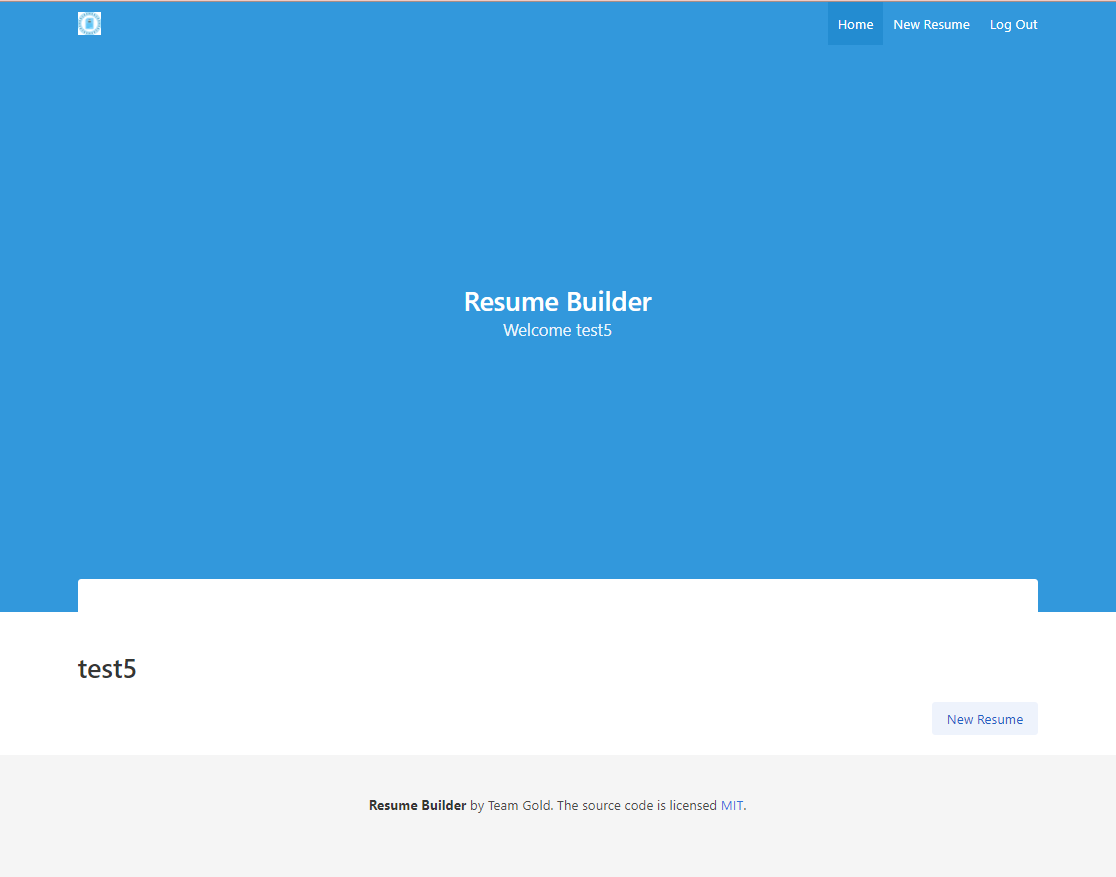 Home New Resume Log Out
Resume Builder
Welcome test5
test5
New Resume
Resume Builder by Team Gold. The source code is licensed MIT.